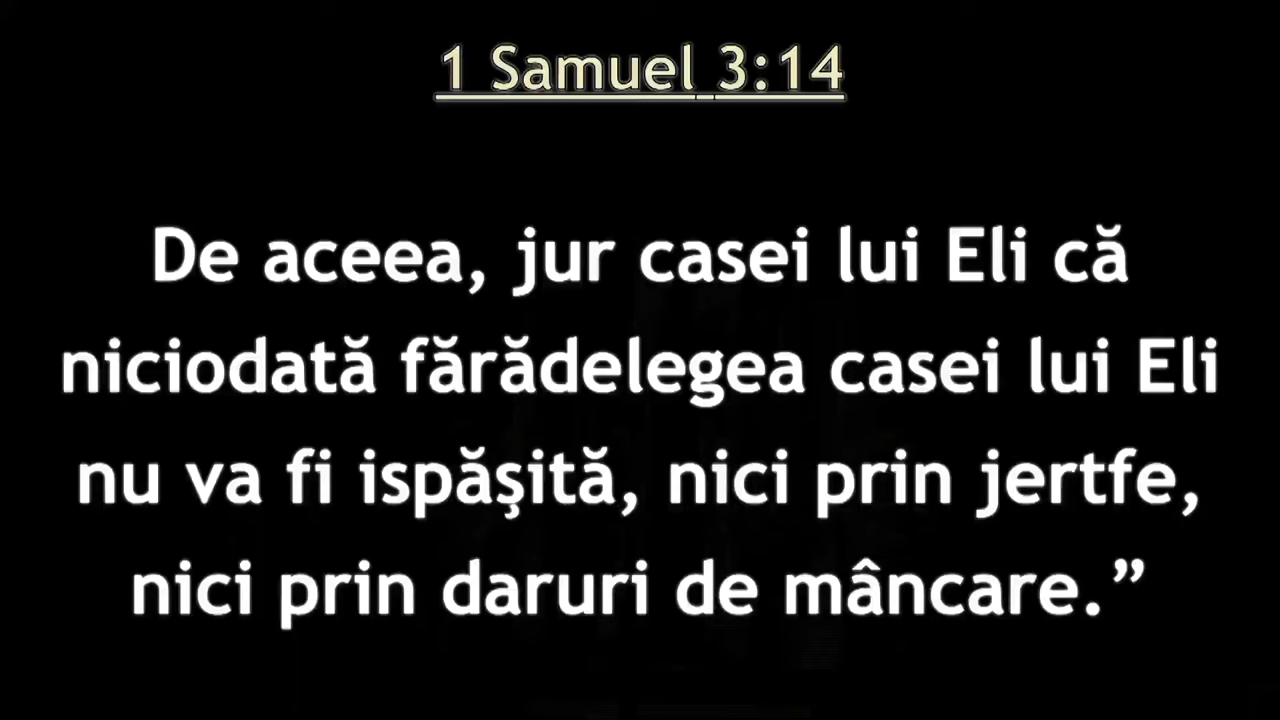 1 Samuel 3:14
De aceea, jur casei lui Eli că
niciodată fărădelegea casei lui Eli
nu va fi ispăşită, nici prin jertfe,
nici prin daruri de mâncare.”